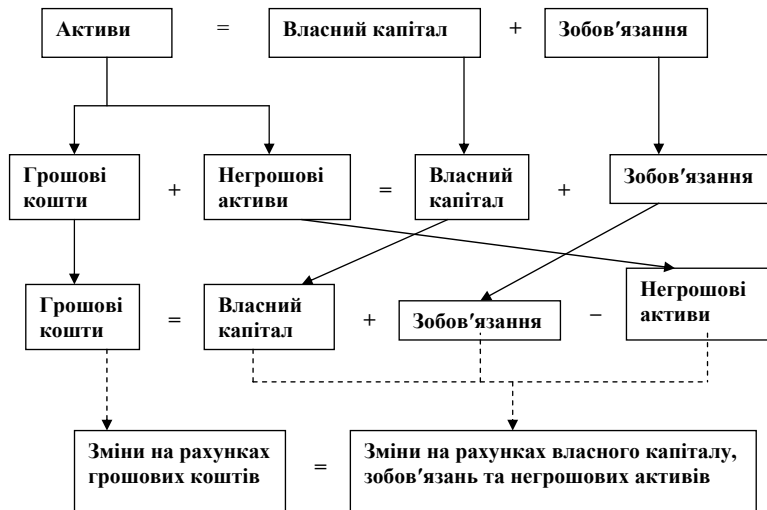 Активи = Власний капітал + Зобов′язання
Грошові кошти + Негрошові активи = Власний капітал + Зобов′язання
Грошові кошти = Власний капітал + Зобов′язання − Негрошові активи
Зміни на рахунках грошових коштів = Зміни на рахунках власного капіталу, зобов′язань та негрошових активів